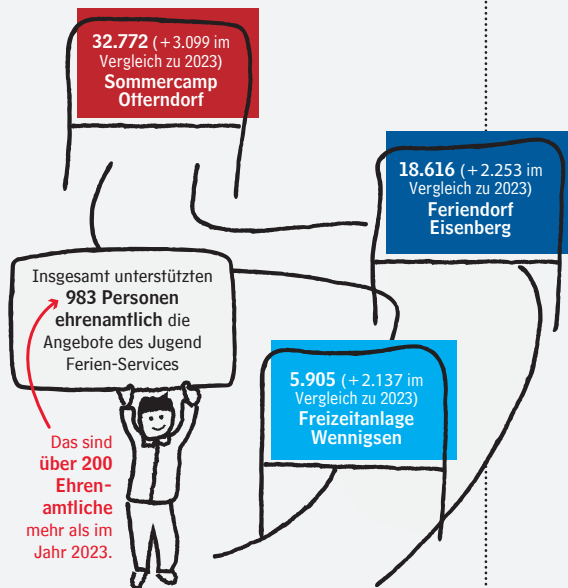 32.772 (+3.099 im
Vergleich zu 2023)
Sommercamp
Otterndorf
18.616 (+2.253 im
Vergleich zu 2023)
Feriendorf
Eisenberg
Insgesamt unterstützten
983 Personen
ehrenamtlich die
Angebote des Jugend
Ferien-Services
5.905 (+2.137 im
Vergleich zu 2023)
Freizeitanlage
Wennigsen
Das sind
über 200
Ehren-
amtliche
mehr als im
Jahr 2023.